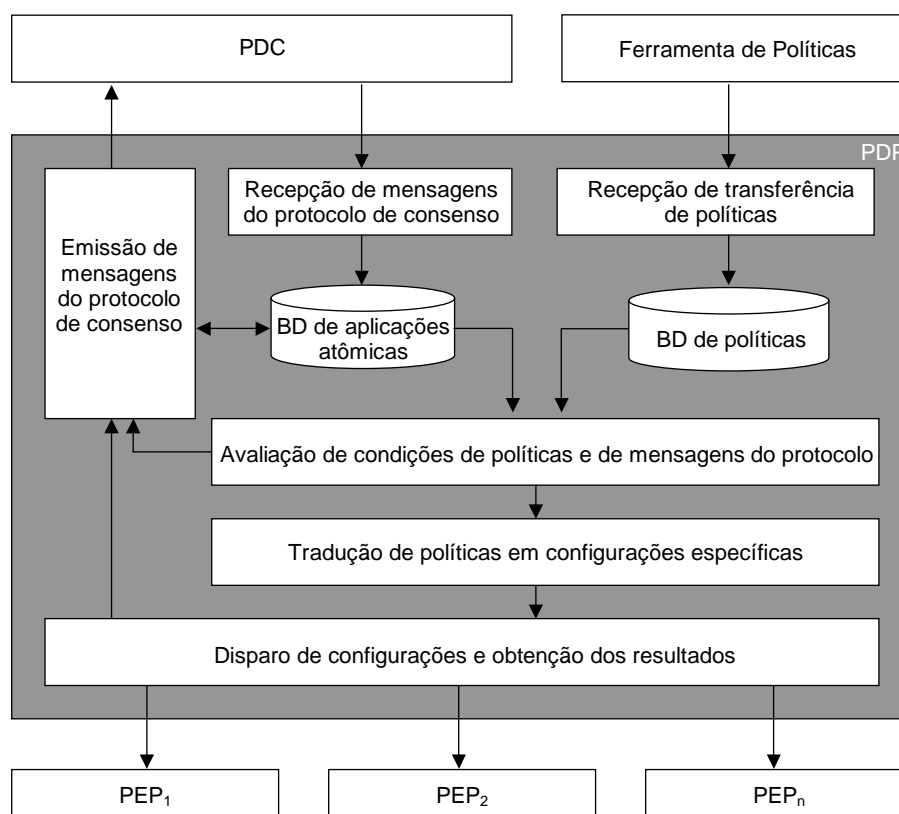 PDC
Ferramenta de Políticas
PDP
Recepção de mensagens
do protocolo de consenso
Recepção de transferência
de políticas
Emissão de
mensagens
do protocolo
de consenso
BD de aplicações
atômicas
BD de políticas
Avaliação de condições de políticas e de mensagens do protocolo
Tradução de políticas em configurações específicas
Disparo de configurações e obtenção dos resultados
PEP₁
PEP₂
PEPₙ